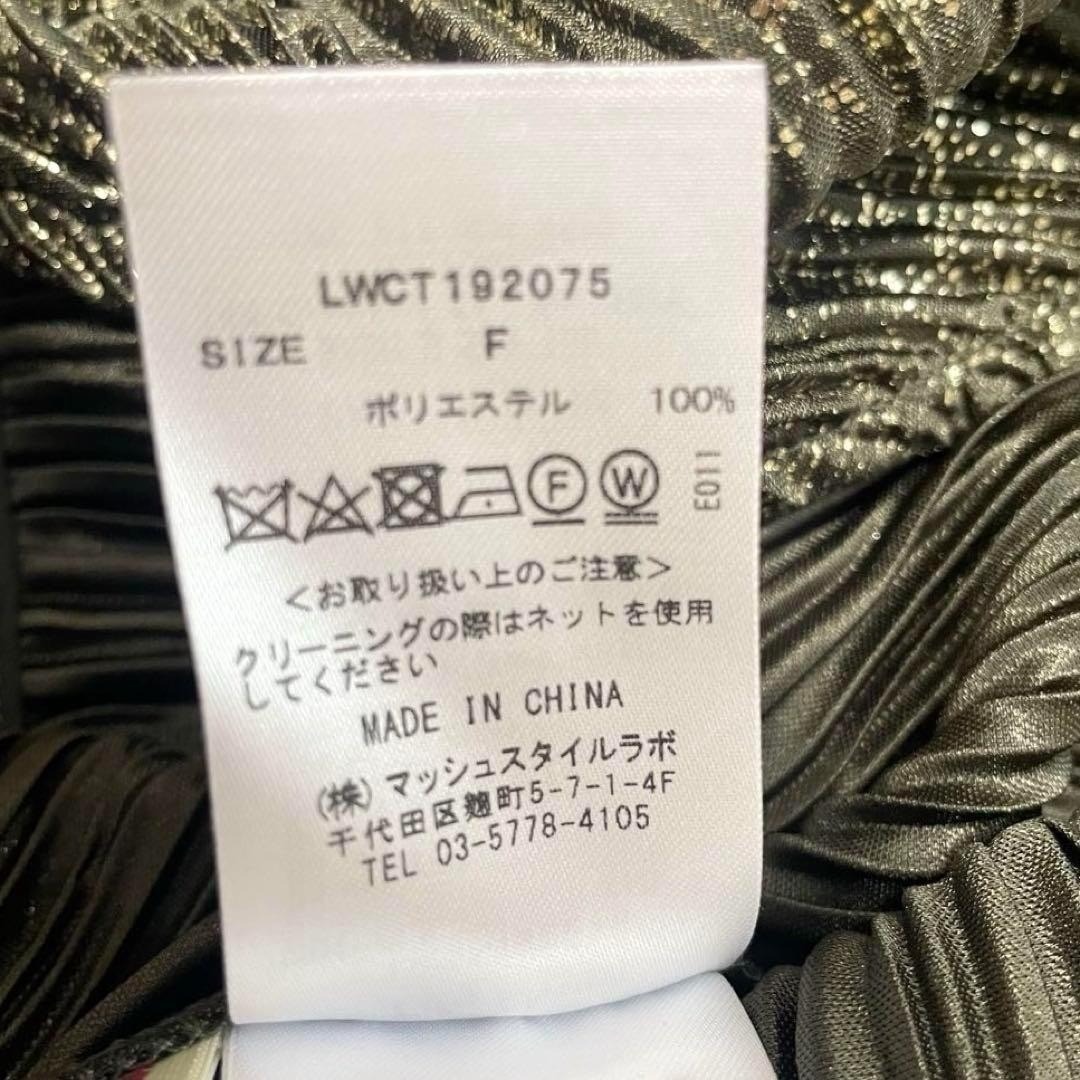 LWCT192075
SIZE F
ポリエステル 100%
F W E011
<お取り扱い上のご注意>
クリーニングの際はネットを使用
してください
MADE IN CHINA
(株)マッシュスタイルラボ
千代田区麹町5-7-1-4F
TEL 03-5778-4105